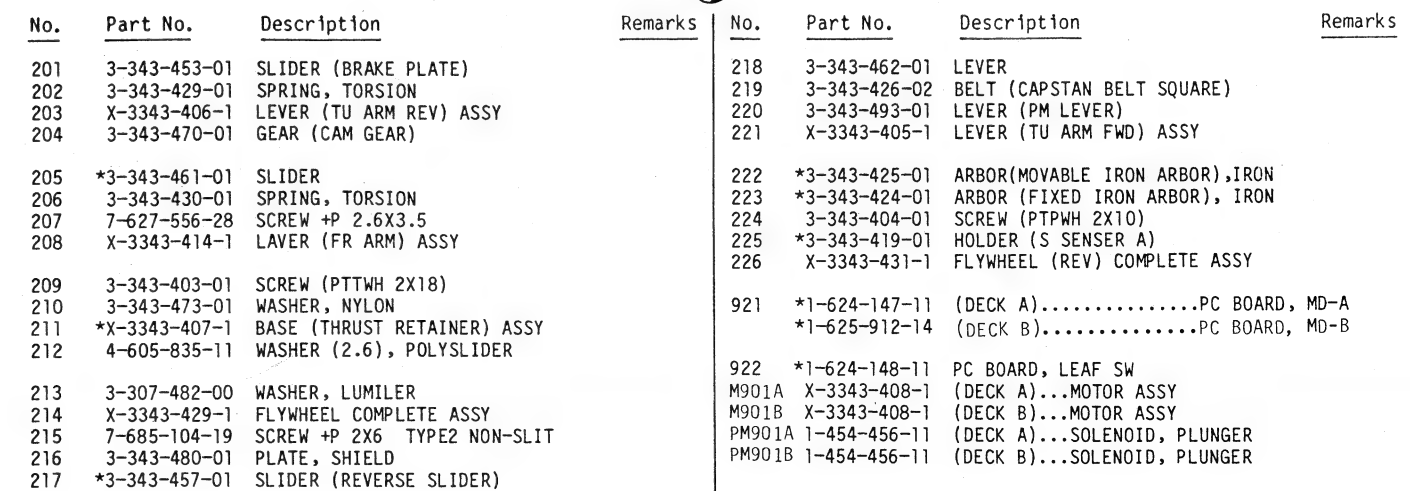 No. Part No. Description Remarks
201 3-343-453-01 SLIDER (BRAKE PLATE)
202 3-343-429-01 SPRING, TORSION
203 X-3343-406-1 LEVER (TU ARM REV) ASSY
204 3-343-470-01 GEAR (CAM GEAR)
205 *3-343-461-01 SLIDER
206 3-343-430-01 SPRING, TORSION
207 7-627-556-28 SCREW +P 2.6X3.5
208 X-3343-414-1 LAVER (FR ARM) ASSY
209 3-343-403-01 SCREW (PTTWH 2X18)
210 3-343-473-01 WASHER, NYLON
211 *X-3343-407-1 BASE (THRUST RETAINER) ASSY
212 4-605-835-11 WASHER (2.6), POLYSLIDER
213 3-307-482-00 WASHER, LUMILER
214 X-3343-429-1 FLYWHEEL COMPLETE ASSY
215 7-685-104-19 SCREW +P 2X6 TYPE2 NON-SLIT
216 3-343-480-01 PLATE, SHIELD
217 *3-343-457-01 SLIDER (REVERSE SLIDER)
No. Part No. Description Remarks
218 3-343-462-01 LEVER
219 3-343-426-02 BELT (CAPSTAN BELT SQUARE)
220 3-343-493-01 LEVER (PM LEVER)
221 X-3343-405-1 LEVER (TU ARM FWD) ASSY
222 *3-343-425-01 ARBOR(MOVABLE IRON ARBOR),IRON
223 *3-343-424-01 ARBOR (FIXED IRON ARBOR), IRON
224 3-343-404-01 SCREW (PTPWH 2X10)
225 *3-343-419-01 HOLDER (S SENSER A)
226 X-3343-431-1 FLYWHEEL (REV) COMPLETE ASSY
921 *1-624-147-11 (DECK A)...............PC BOARD, MD-A
*1-625-912-14 (DECK B)...............PC BOARD, MD-B
922 *1-624-148-11 PC BOARD, LEAF SW
M901A X-3343-408-1 (DECK A)...MOTOR ASSY
M901B X-3343-408-1 (DECK B)...MOTOR ASSY
PM901A 1-454-456-11 (DECK A)...SOLENOID, PLUNGER
PM901B 1-454-456-11 (DECK B)...SOLENOID, PLUNGER